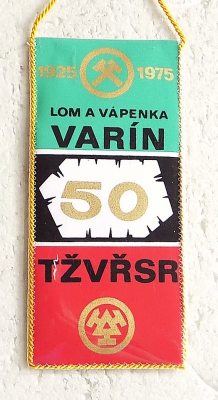 1925 1975
LOM A VÁPENKA
VARÍN
50
TŽVŘSR